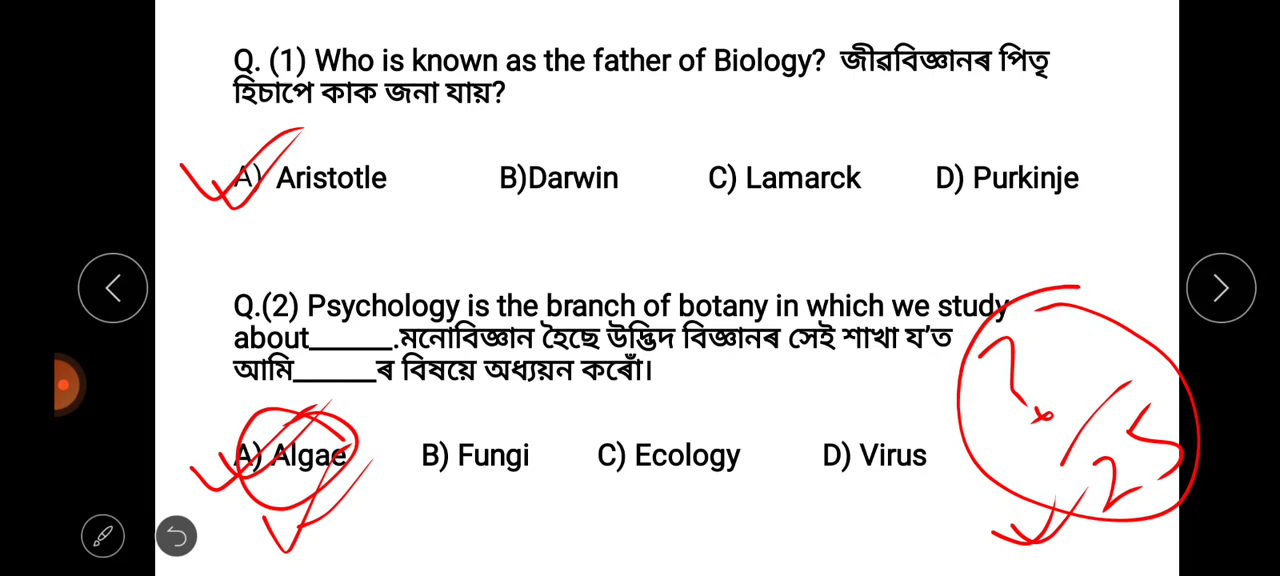 Q. (1) Who is known as the father of Biology? জীৱবিজ্ঞানৰ পিতৃ
হিচাপে কাক জনা যায়?
A) Aristotle B)Darwin C) Lamarck D) Purkinje
Q.(2) Psychology is the branch of botany in which we study
about______.মনোবিজ্ঞান হৈছে উদ্ভিদ বিজ্ঞানৰ সেই শাখা য'ত
আমি______ৰ বিষয়ে অধ্যয়ন কৰোঁ।
A) Algae B) Fungi C) Ecology D) Virus